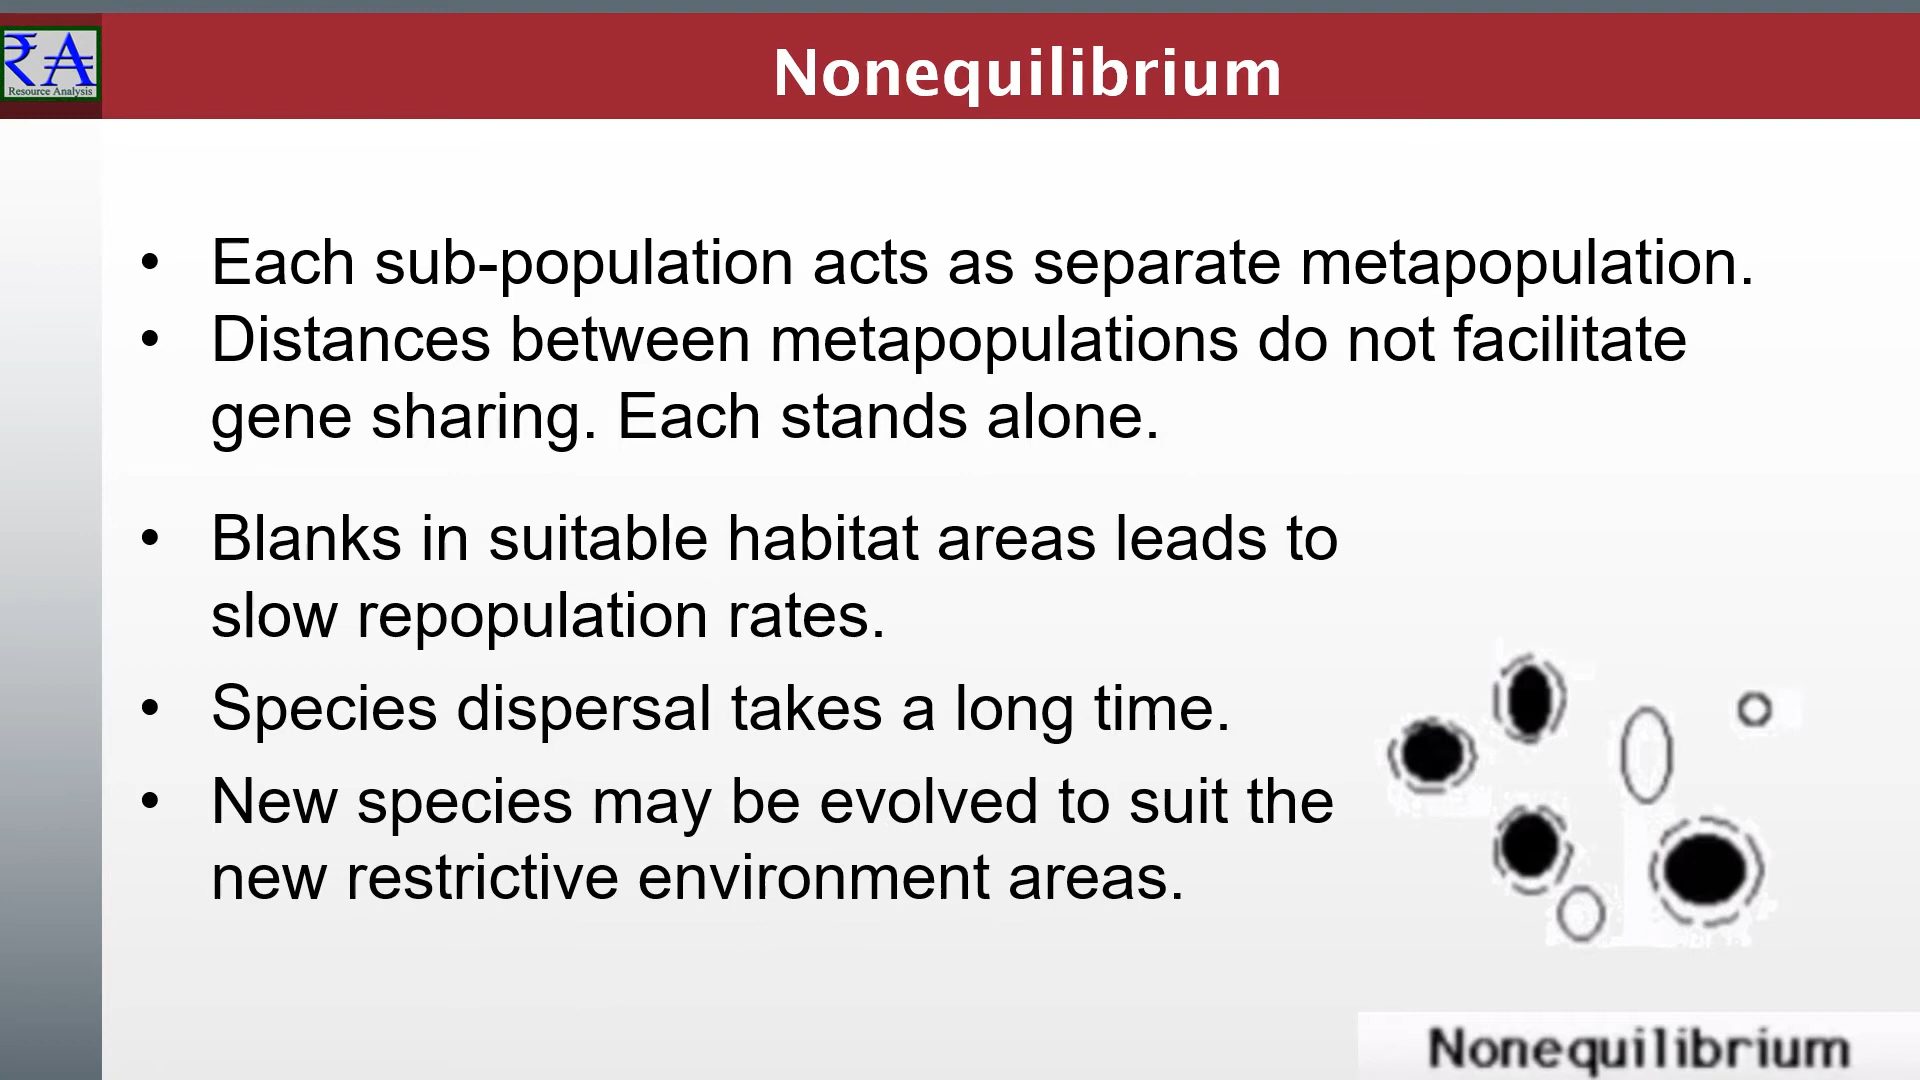 ₹A
Resource Analysis
Nonequilibrium
• Each sub-population acts as separate metapopulation.
• Distances between metapopulations do not facilitate
gene sharing. Each stands alone.
• Blanks in suitable habitat areas leads to
slow repopulation rates.
• Species dispersal takes a long time.
• New species may be evolved to suit the
new restrictive environment areas.
Nonequilibrium